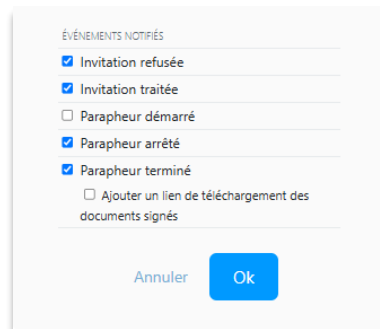 ÉVÉNEMENTS NOTIFIÉS
Invitation refusée
Invitation traitée
Parapheur démarré
Parapheur arrêté
Parapheur terminé
Ajouter un lien de téléchargement des
documents signés
Annuler Ok